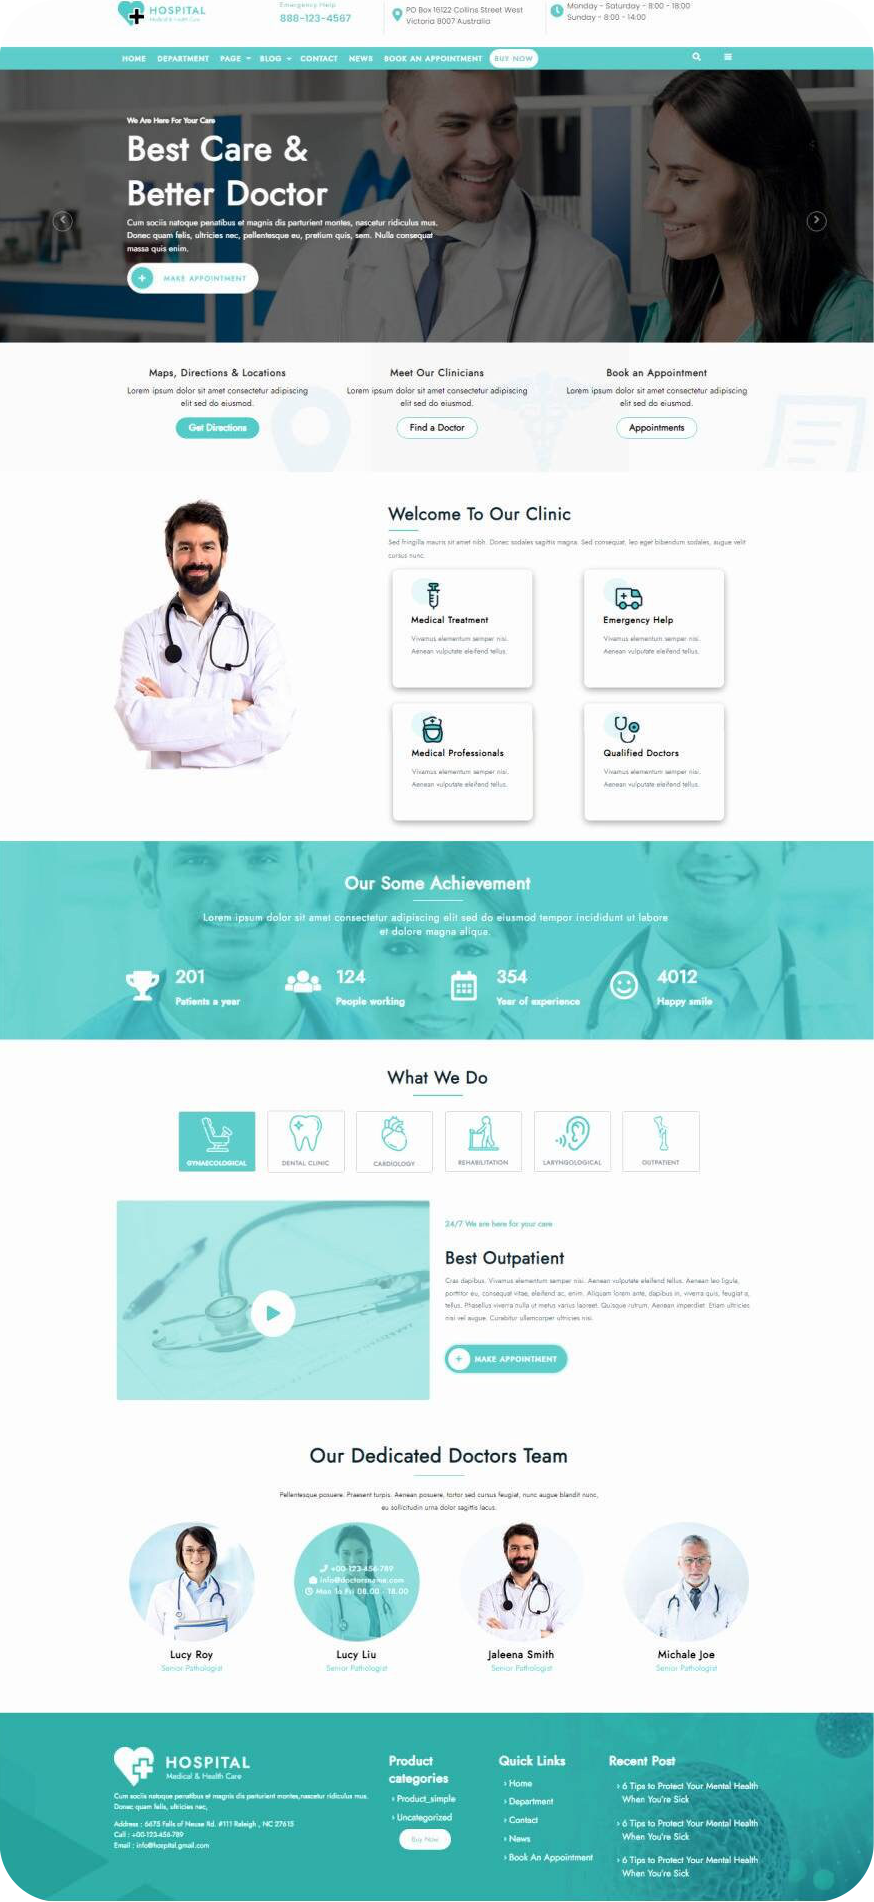 HOSPITAL
Medical & Health Care
Emergency Help
888-123-4567
PO Box 16122 Collins Street West
Victoria 8007 Australia
Monday - Saturday - 8:00 - 18:00
Sunday - 8:00 - 14:00
HOME DEPARTMENT PAGE BLOG CONTACT NEWS BOOK AN APPOINTMENT BUY NOW
We Are Here For Your Care
Best Care &
Better Doctor
Cum sociis natoque penatibus et magnis dis parturient montes, nascetur ridiculus mus.
Donec quam felis, ultricies nec, pellentesque eu, pretium quis, sem. Nulla consequat
massa quis enim.
MAKE APPOINTMENT
Maps, Directions & Locations
Lorem ipsum dolor sit amet consectetur adipiscing
elit sed do eiusmod.
Get Directions
Meet Our Clinicians
Lorem ipsum dolor sit amet consectetur adipiscing
elit sed do eiusmod.
Find a Doctor
Book an Appointment
Lorem ipsum dolor sit amet consectetur adipiscing
elit sed do eiusmod.
Appointments
Welcome To Our Clinic
Sed fringilla mauris sit amet nibh. Donec sodales sagittis magna. Sed consequat, leo eget bibendum sodales, augue velit
cursus nunc.
Medical Treatment
Vivamus elementum semper nisi.
Aenean vulputate eleifend tellus.
Emergency Help
Vivamus elementum semper nisi.
Aenean vulputate eleifend tellus.
Medical Professionals
Vivamus elementum semper nisi.
Aenean vulputate eleifend tellus.
Qualified Doctors
Vivamus elementum semper nisi.
Aenean vulputate eleifend tellus.
Our Some Achievement
Lorem ipsum dolor sit amet consectetur adipiscing elit sed do eiusmod tempor incididunt ut labore
et dolore magna aliqua.
201
Patients a year
124
People working
354
Year of experience
4012
Happy smile
What We Do
GYNAECOLOGICAL
DENTAL CLINIC
CARDIOLOGY
REHABILITATION
LARYNGOLOGICAL
OUTPATIENT
24/7 We are here for your care
Best Outpatient
Cras dapibus. Vivamus elementum semper nisi. Aenean vulputate eleifend tellus. Aenean leo ligula,
porttitor eu, consequat vitae, eleifend ac, enim. Aliquam lorem ante, dapibus in, viverra quis, feugiat a,
tellus. Phasellus viverra nulla ut metus varius laoreet. Quisque rutrum. Aenean imperdiet. Etiam ultricies
nisi vel augue. Curabitur ullamcorper ultricies nisi.
MAKE APPOINTMENT
Our Dedicated Doctors Team
Pellentesque posuere. Praesent turpis. Aenean posuere, tortor sed cursus feugiat, nunc augue blandit nunc,
eu sollicitudin urna dolor sagittis lacus.
+00-123-456-789
Info@doctorsname.com
Mon To Fri 08.00 - 18.00
Lucy Roy
Senior Pathologist
Lucy Liu
Senior Pathologist
Jaleena Smith
Senior Pathologist
Michale Joe
Senior Pathologist
HOSPITAL
Medical & Health Care
Cum sociis natoque penatibus et magnis dis parturient montes,nascetur ridiculus mus.
Donec quam felis, ultricies nec,
Address : 6675 Falls of Neuse Rd. #111 Raleigh , NC 27615
Call : +00-123-456-789
Email : info@hospital.gmail.com
Product
categories
› Product_simple
› Uncategorized
Buy Now
Quick Links
› Home
› Department
› Contact
› News
› Book An Appointment
Recent Post
› 6 Tips to Protect Your Mental Health
When You're Sick
› 6 Tips to Protect Your Mental Health
When You're Sick
› 6 Tips to Protect Your Mental Health
When You're Sick